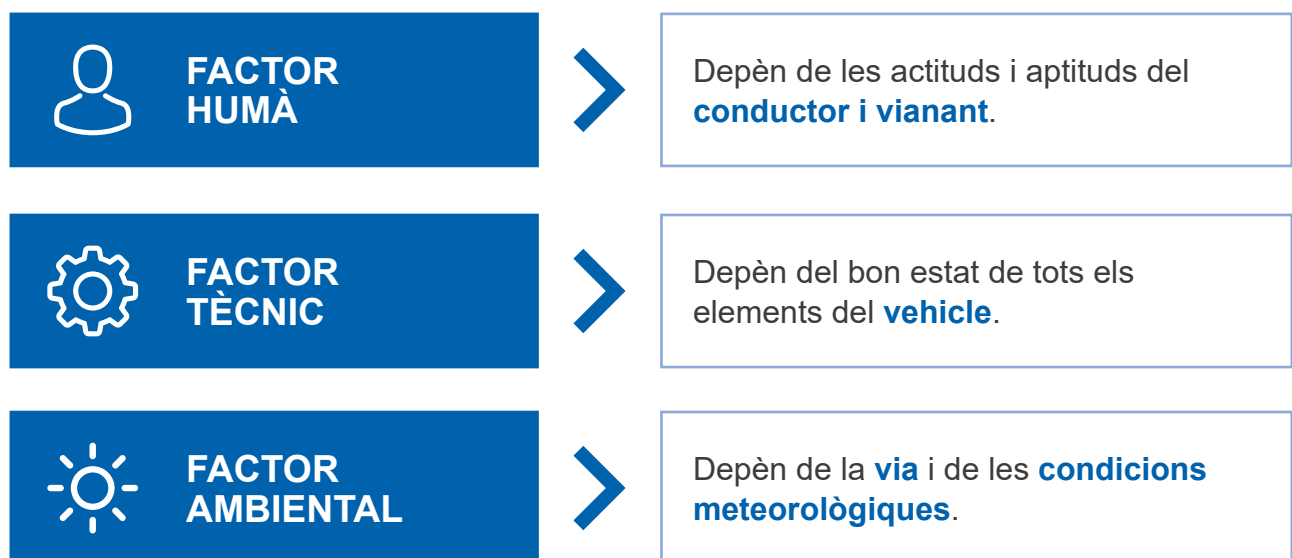 FACTOR
HUMÀ
Depèn de les actituds i aptituds del
conductor i vianant.
FACTOR
TÈCNIC
Depèn del bon estat de tots els
elements del vehicle.
FACTOR
AMBIENTAL
Depèn de la via i de les condicions
meteorològiques.